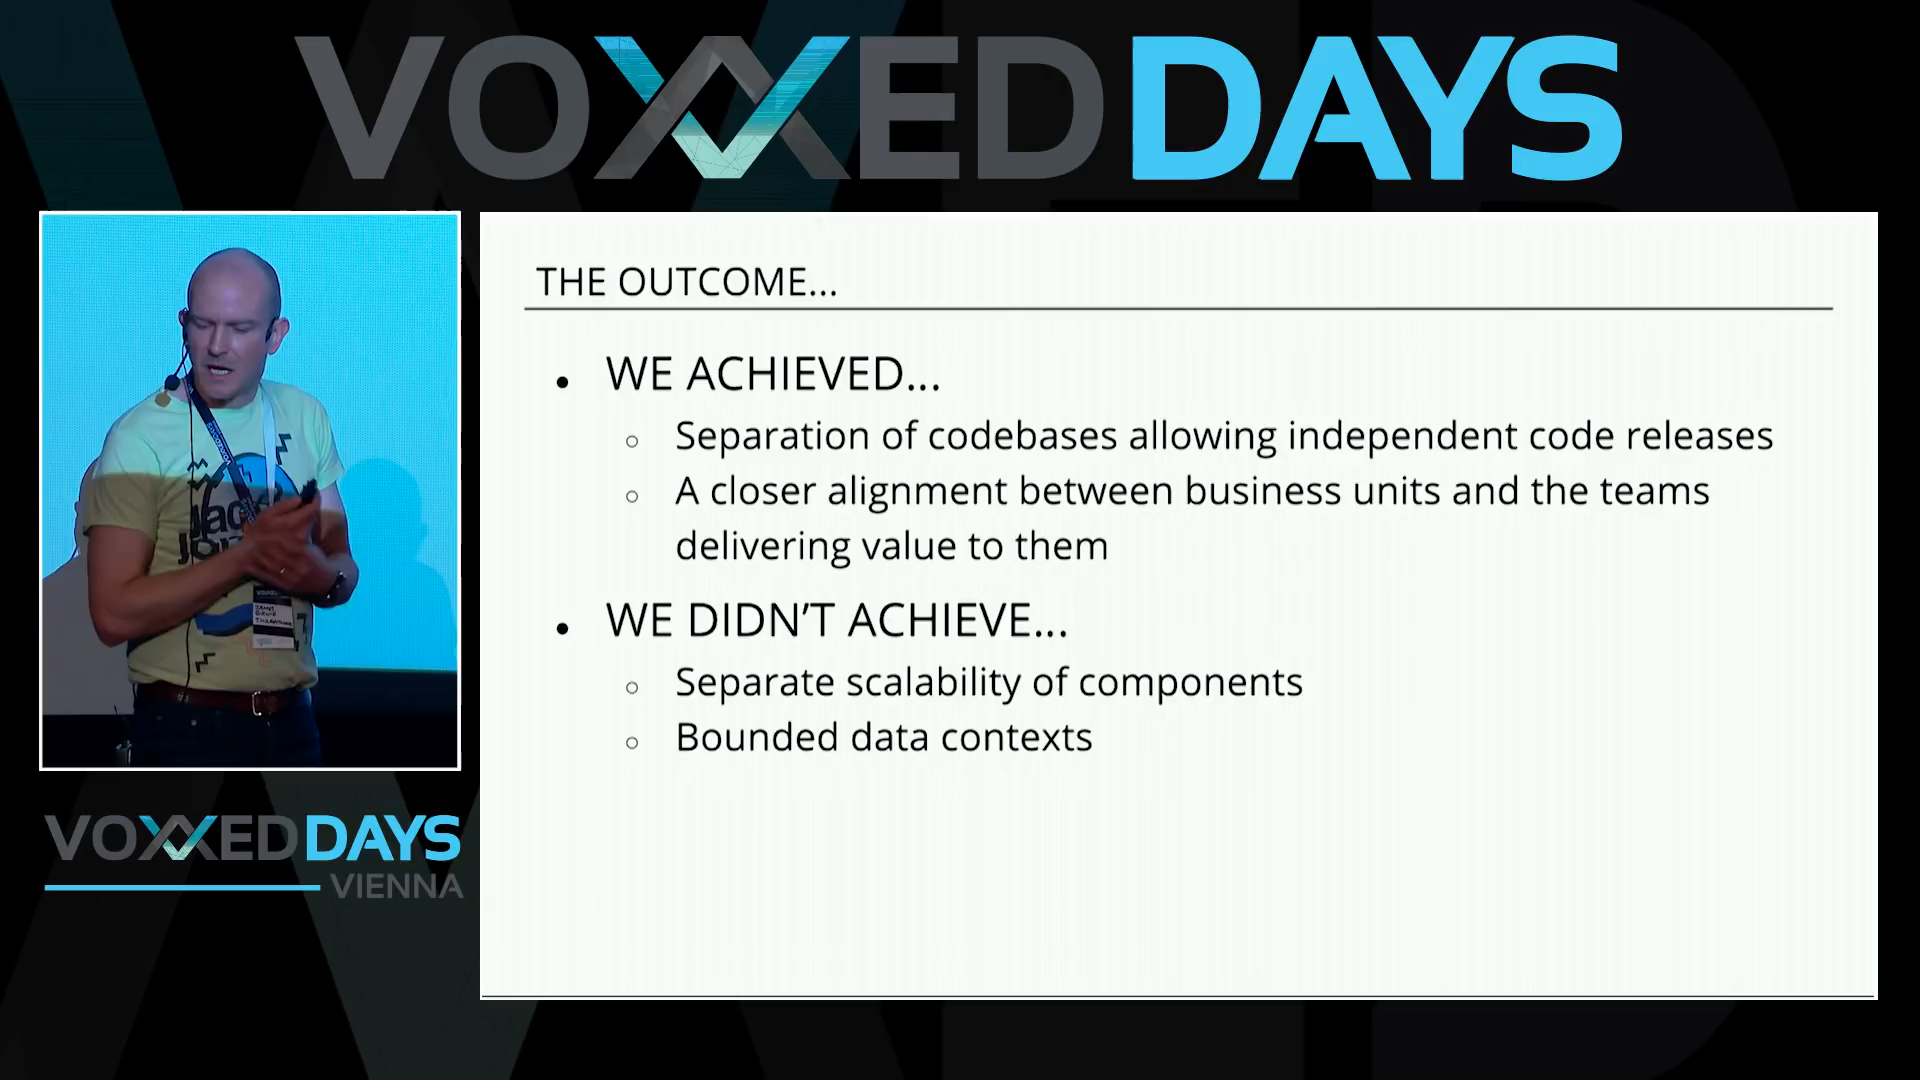 VOXXED DAYS
THE OUTCOME...
• WE ACHIEVED...
○ Separation of codebases allowing independent code releases
○ A closer alignment between business units and the teams
delivering value to them
• WE DIDN’T ACHIEVE...
○ Separate scalability of components
○ Bounded data contexts
VOXXED DAYS
VIENNA